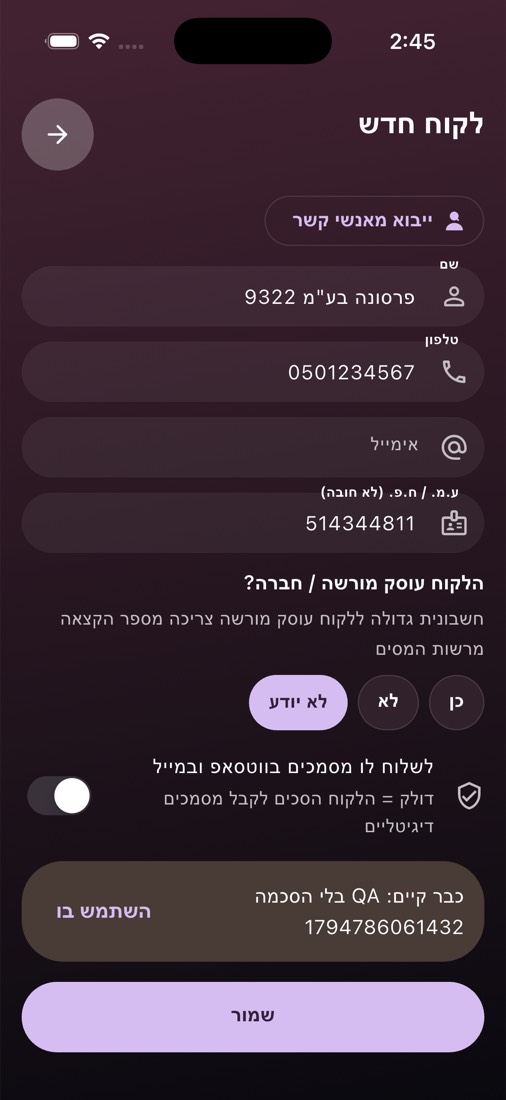 2:45
לקוח חדש
ייבוא מאנשי קשר
שם
פרסונה בע"מ 9322
טלפון
0501234567
אימייל
ע.מ. / ח.פ. (לא חובה)
514344811
הלקוח עוסק מורשה / חברה?
חשבונית גדולה ללקוח עוסק מורשה צריכה מספר הקצאה
מרשות המסים
כן
לא
לא יודע
לשלוח לו מסמכים בווטסאפ ובמייל
דולק = הלקוח הסכים לקבל מסמכים
דיגיטליים
כבר קיים: QA בלי הסכמה
1794786061432
השתמש בו
שמור